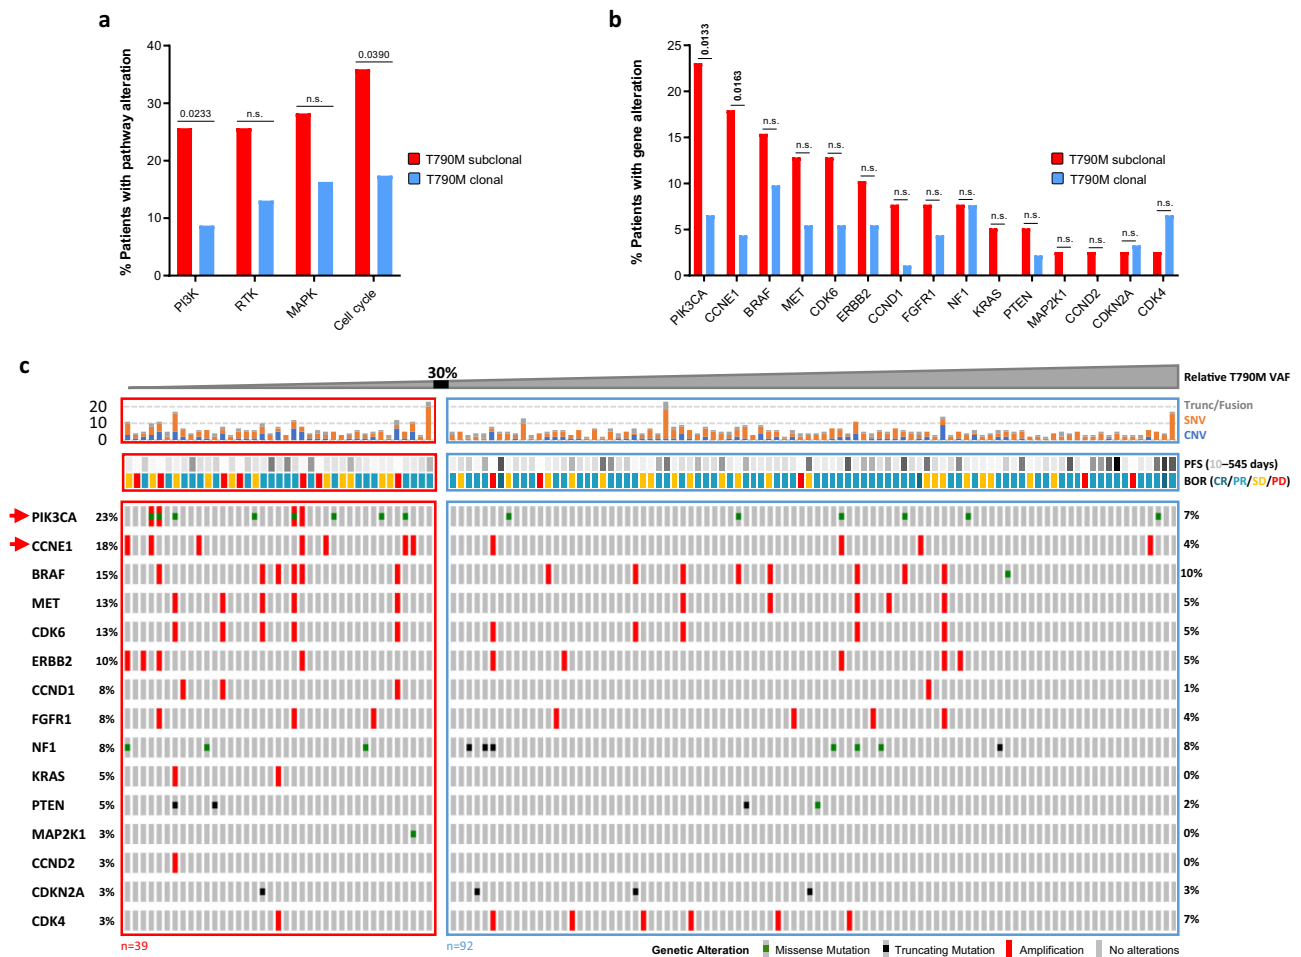 a
% Patients with pathway alteration
40
30
20
10
0
0.0233
n.s.
n.s.
0.0390
PI3K
RTK
MAPK
Cell cycle
T790M subclonal
T790M clonal
b
% Patients with gene alteration
25
20
15
10
5
0
0.0133
0.0163
n.s.
n.s.
n.s.
n.s.
n.s.
n.s.
n.s.
n.s.
n.s.
n.s.
n.s.
n.s.
n.s.
PIK3CA
CCNE1
BRAF
MET
CDK6
ERBB2
CCND1
FGFR1
NF1
KRAS
PTEN
MAP2K1
CCND2
CDKN2A
CDK4
T790M subclonal
T790M clonal
c
30%
Relative T790M VAF
20
10
0
Trunc/Fusion
SNV
CNV
PFS (10–545 days)
BOR (CR/PR/SD/PD)
PIK3CA 23% 7%
CCNE1 18% 4%
BRAF 15% 10%
MET 13% 5%
CDK6 13% 5%
ERBB2 10% 5%
CCND1 8% 1%
FGFR1 8% 4%
NF1 8% 8%
KRAS 5% 0%
PTEN 5% 2%
MAP2K1 3% 0%
CCND2 3% 0%
CDKN2A 3% 3%
CDK4 3% 7%
n=39
n=92
Genetic Alteration Missense Mutation Truncating Mutation Amplification No alterations